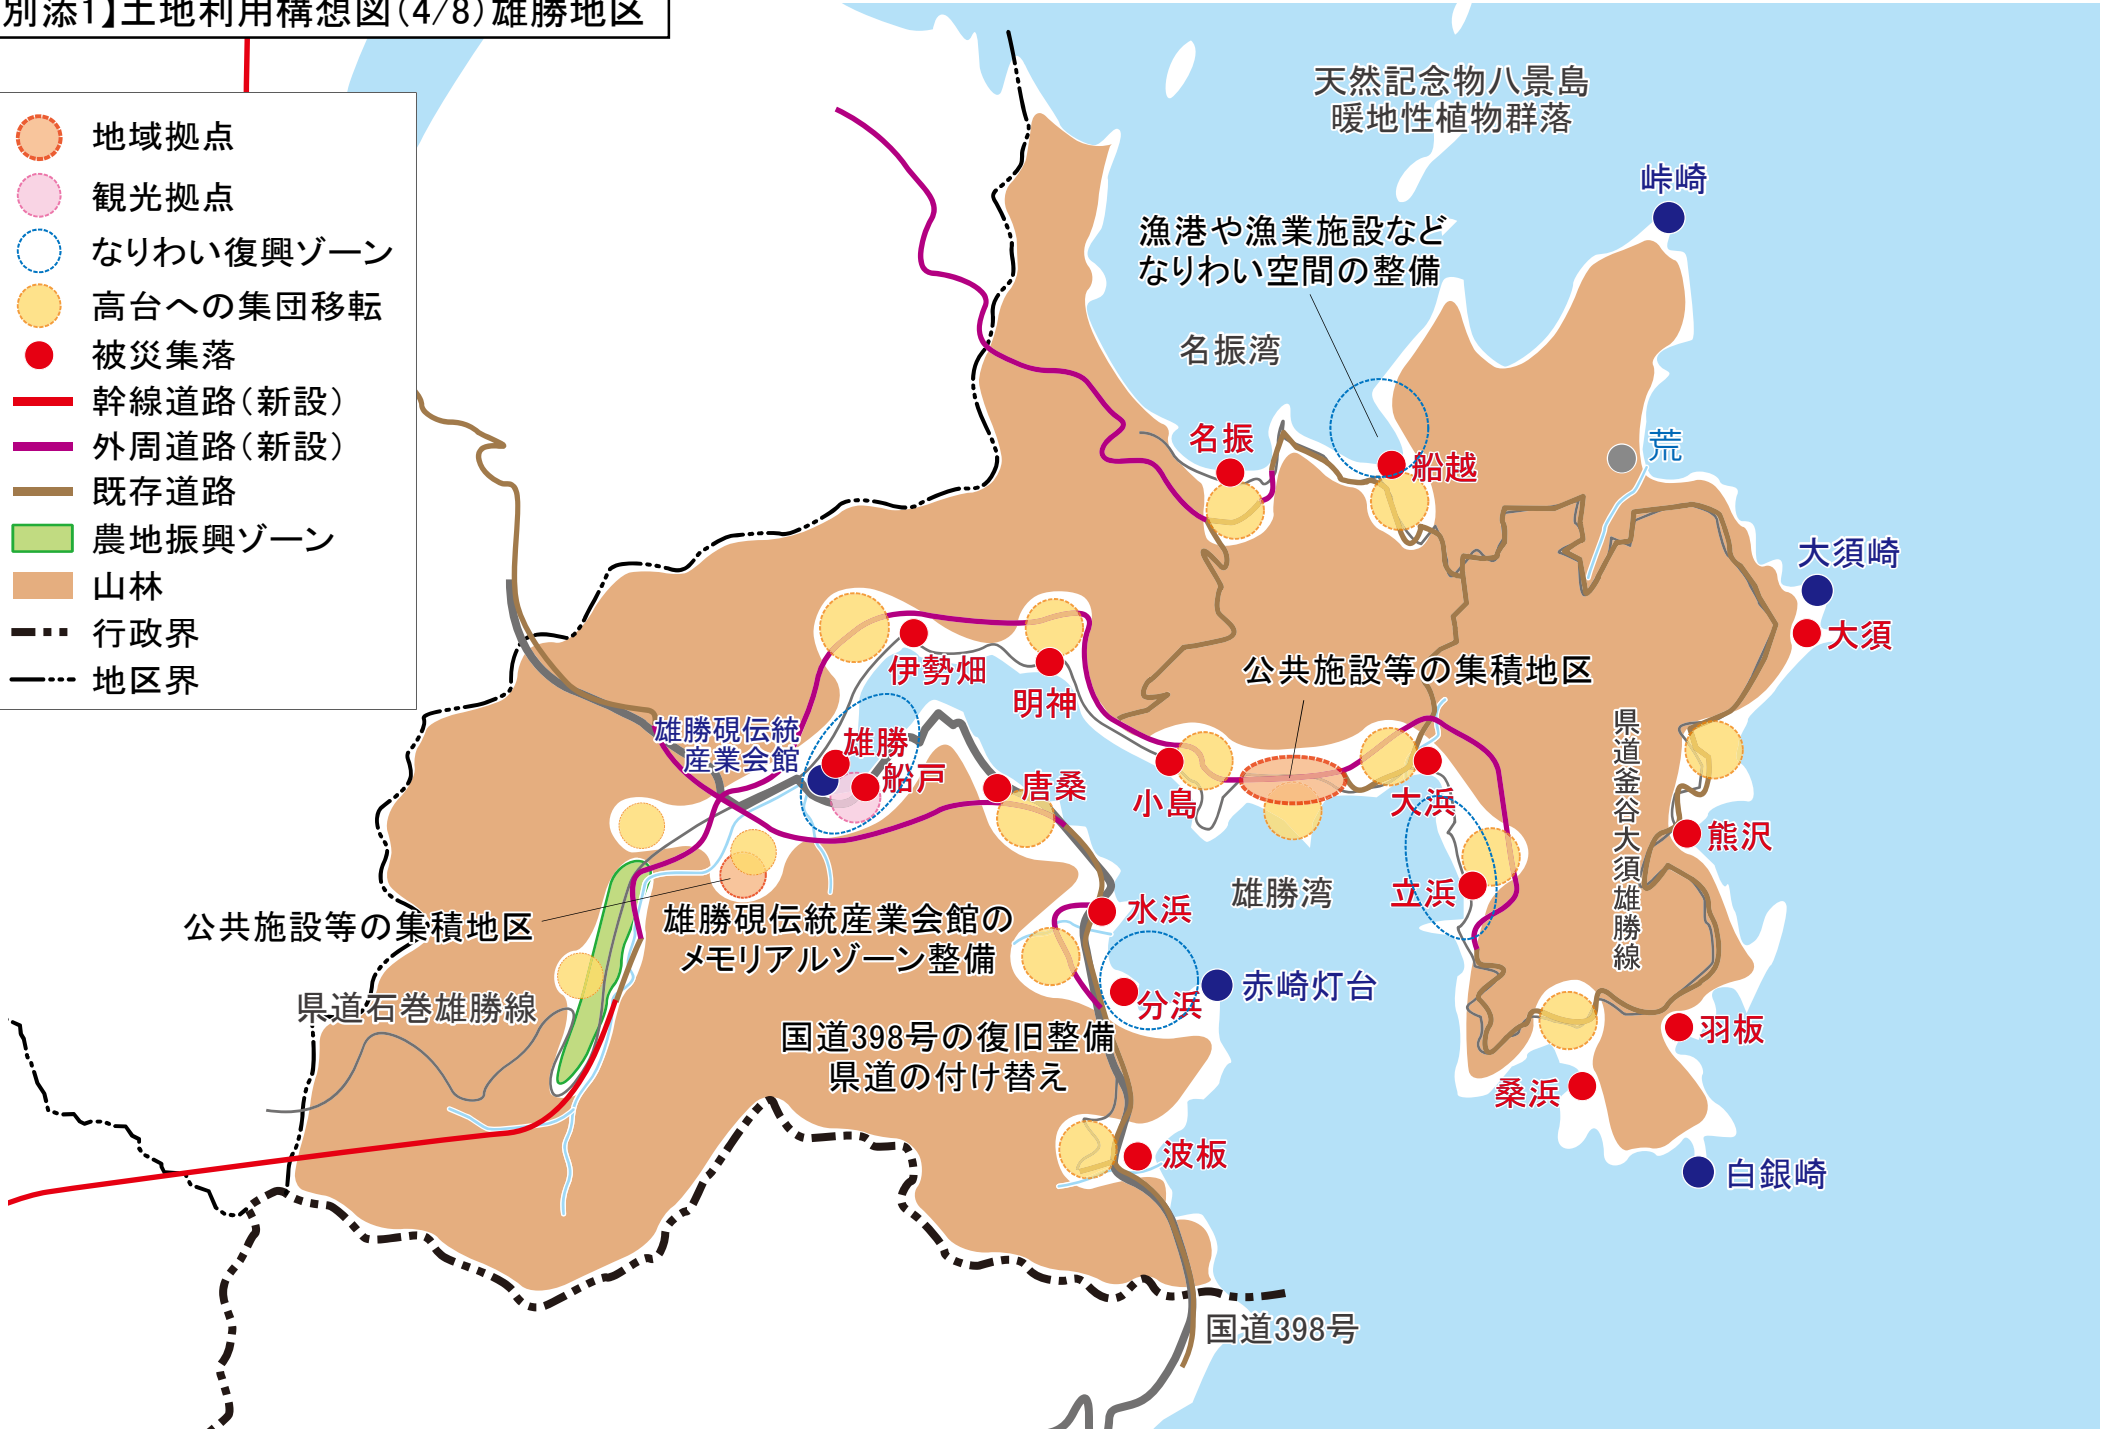 別添1】土地利用構想図(4/8)雄勝地区
地域拠点
観光拠点
なりわい復興ゾーン
高台への集団移転
被災集落
幹線道路(新設)
外周道路(新設)
既存道路
農地振興ゾーン
山林
行政界
地区界
天然記念物八景島
暖地性植物群落
峠崎
漁港や漁業施設など
なりわい空間の整備
名振湾
名振
船越
荒
大須崎
大須
伊勢畑
明神
公共施設等の集積地区
雄勝硯伝統
産業会館
雄勝
船戸
唐桑
小島
大浜
県道釜谷大須雄勝線
熊沢
雄勝湾
立浜
公共施設等の集積地区
雄勝硯伝統産業会館の
メモリアルゾーン整備
水浜
分浜
赤崎灯台
県道石巻雄勝線
国道398号の復旧整備
県道の付け替え
羽板
桑浜
波板
白銀崎
国道398号